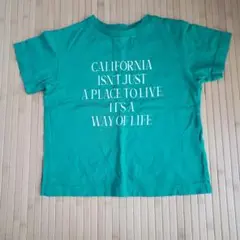 CALIFORNIA
ISN'T JUST
A PLACE TO LIVE
IT'S A
WAY OF LIFE